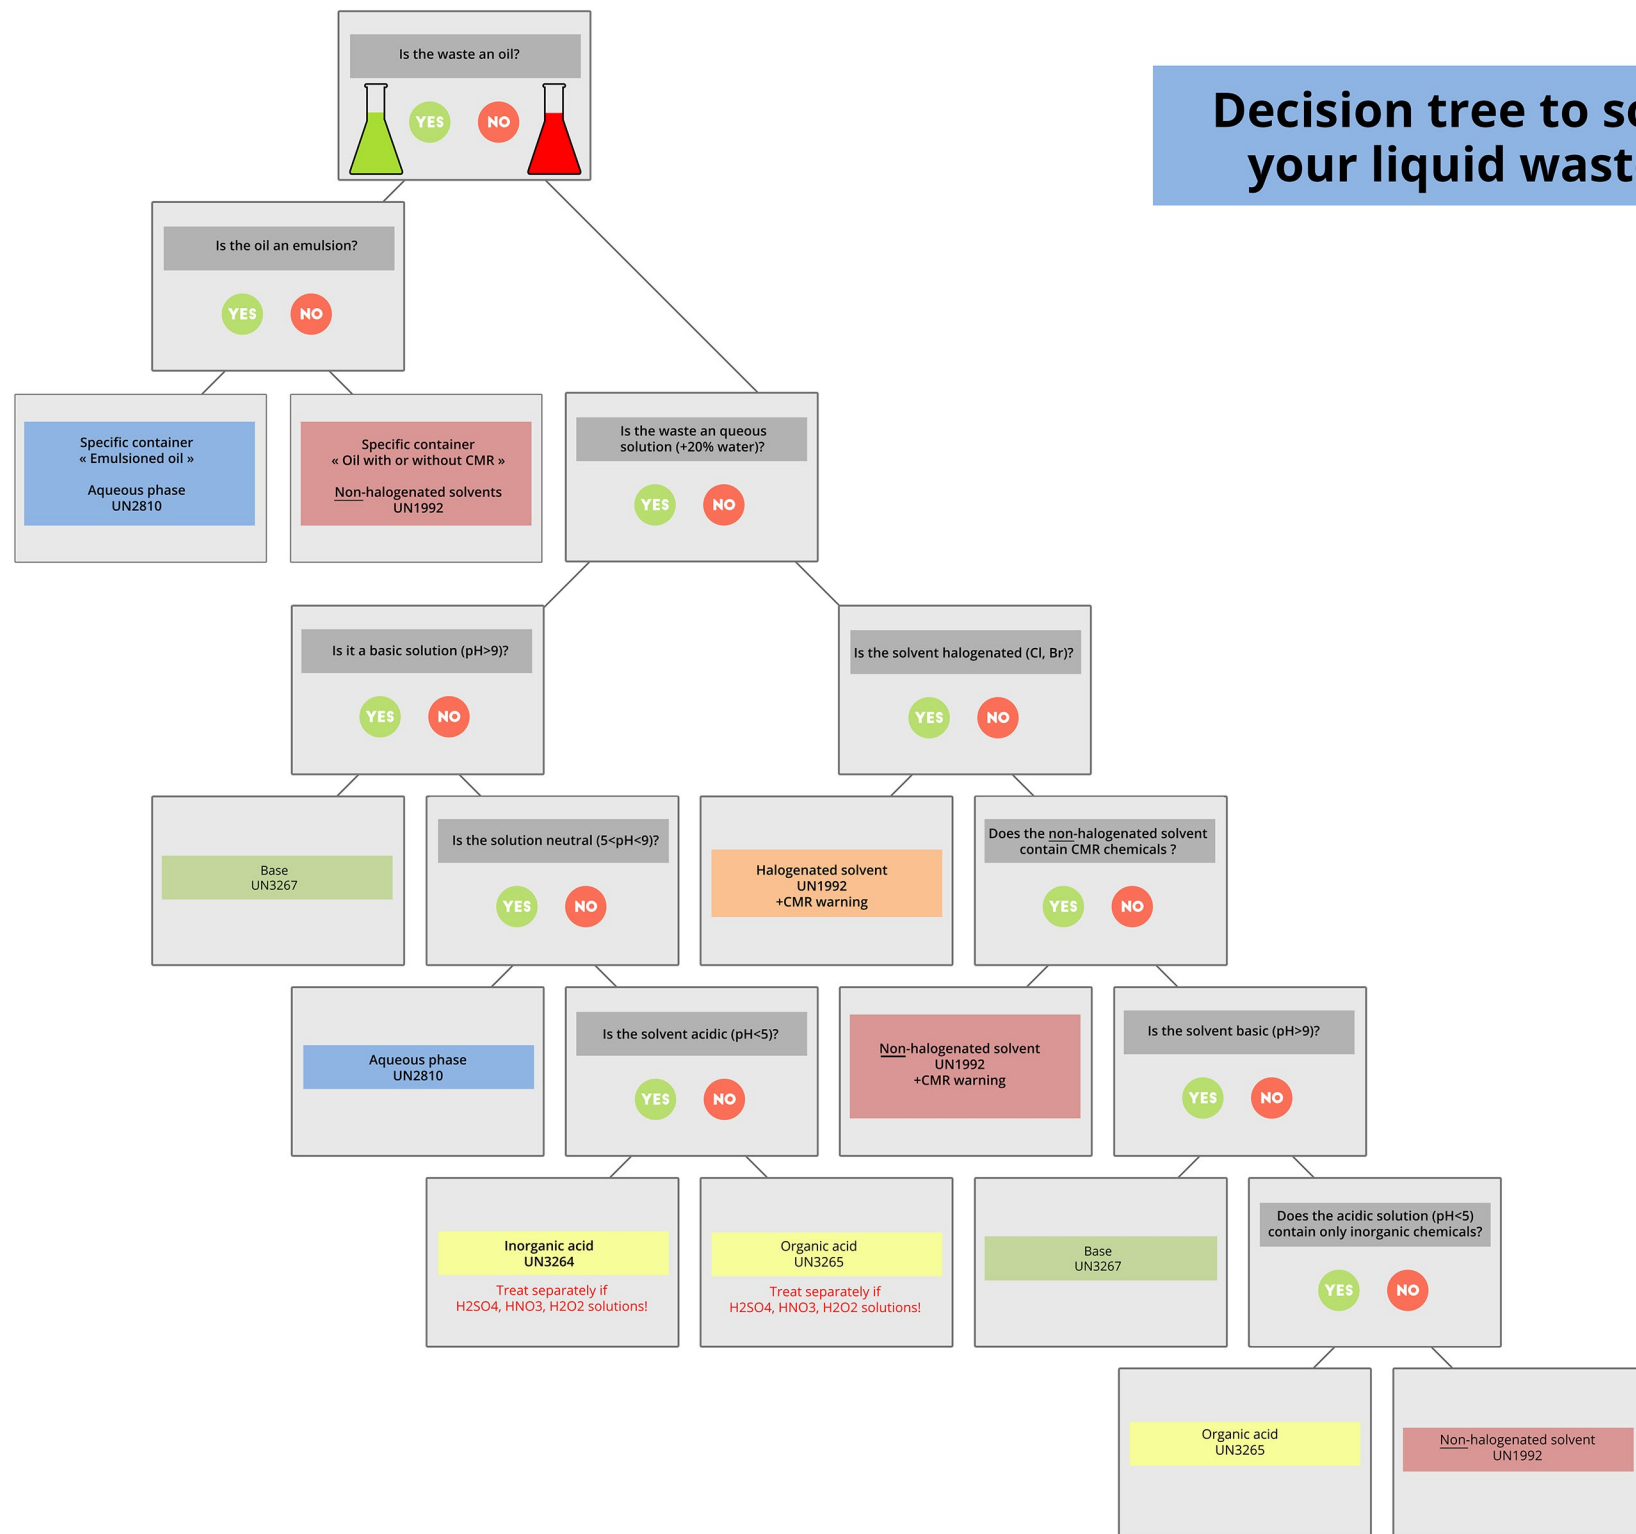 Is the waste an oil?
YES NO
Decision tree to so
your liquid wast
Is the oil an emulsion?
YES NO
Specific container
« Emulsioned oil »
Aqueous phase
UN2810
Specific container
« Oil with or without CMR »
Non-halogenated solvents
UN1992
Is the waste an queous
solution (+20% water)?
YES NO
Is it a basic solution (pH>9)?
YES NO
Is the solvent halogenated (Cl, Br)?
YES NO
Base
UN3267
Is the solution neutral (5<pH<9)?
YES NO
Halogenated solvent
UN1992
+CMR warning
Does the non-halogenated solvent
contain CMR chemicals ?
YES NO
Aqueous phase
UN2810
Is the solvent acidic (pH<5)?
YES NO
Non-halogenated solvent
UN1992
+CMR warning
Is the solvent basic (pH>9)?
YES NO
Inorganic acid
UN3264
Treat separately if
H2SO4, HNO3, H2O2 solutions!
Organic acid
UN3265
Treat separately if
H2SO4, HNO3, H2O2 solutions!
Base
UN3267
Does the acidic solution (pH<5)
contain only inorganic chemicals?
YES NO
Organic acid
UN3265
Non-halogenated solvent
UN1992